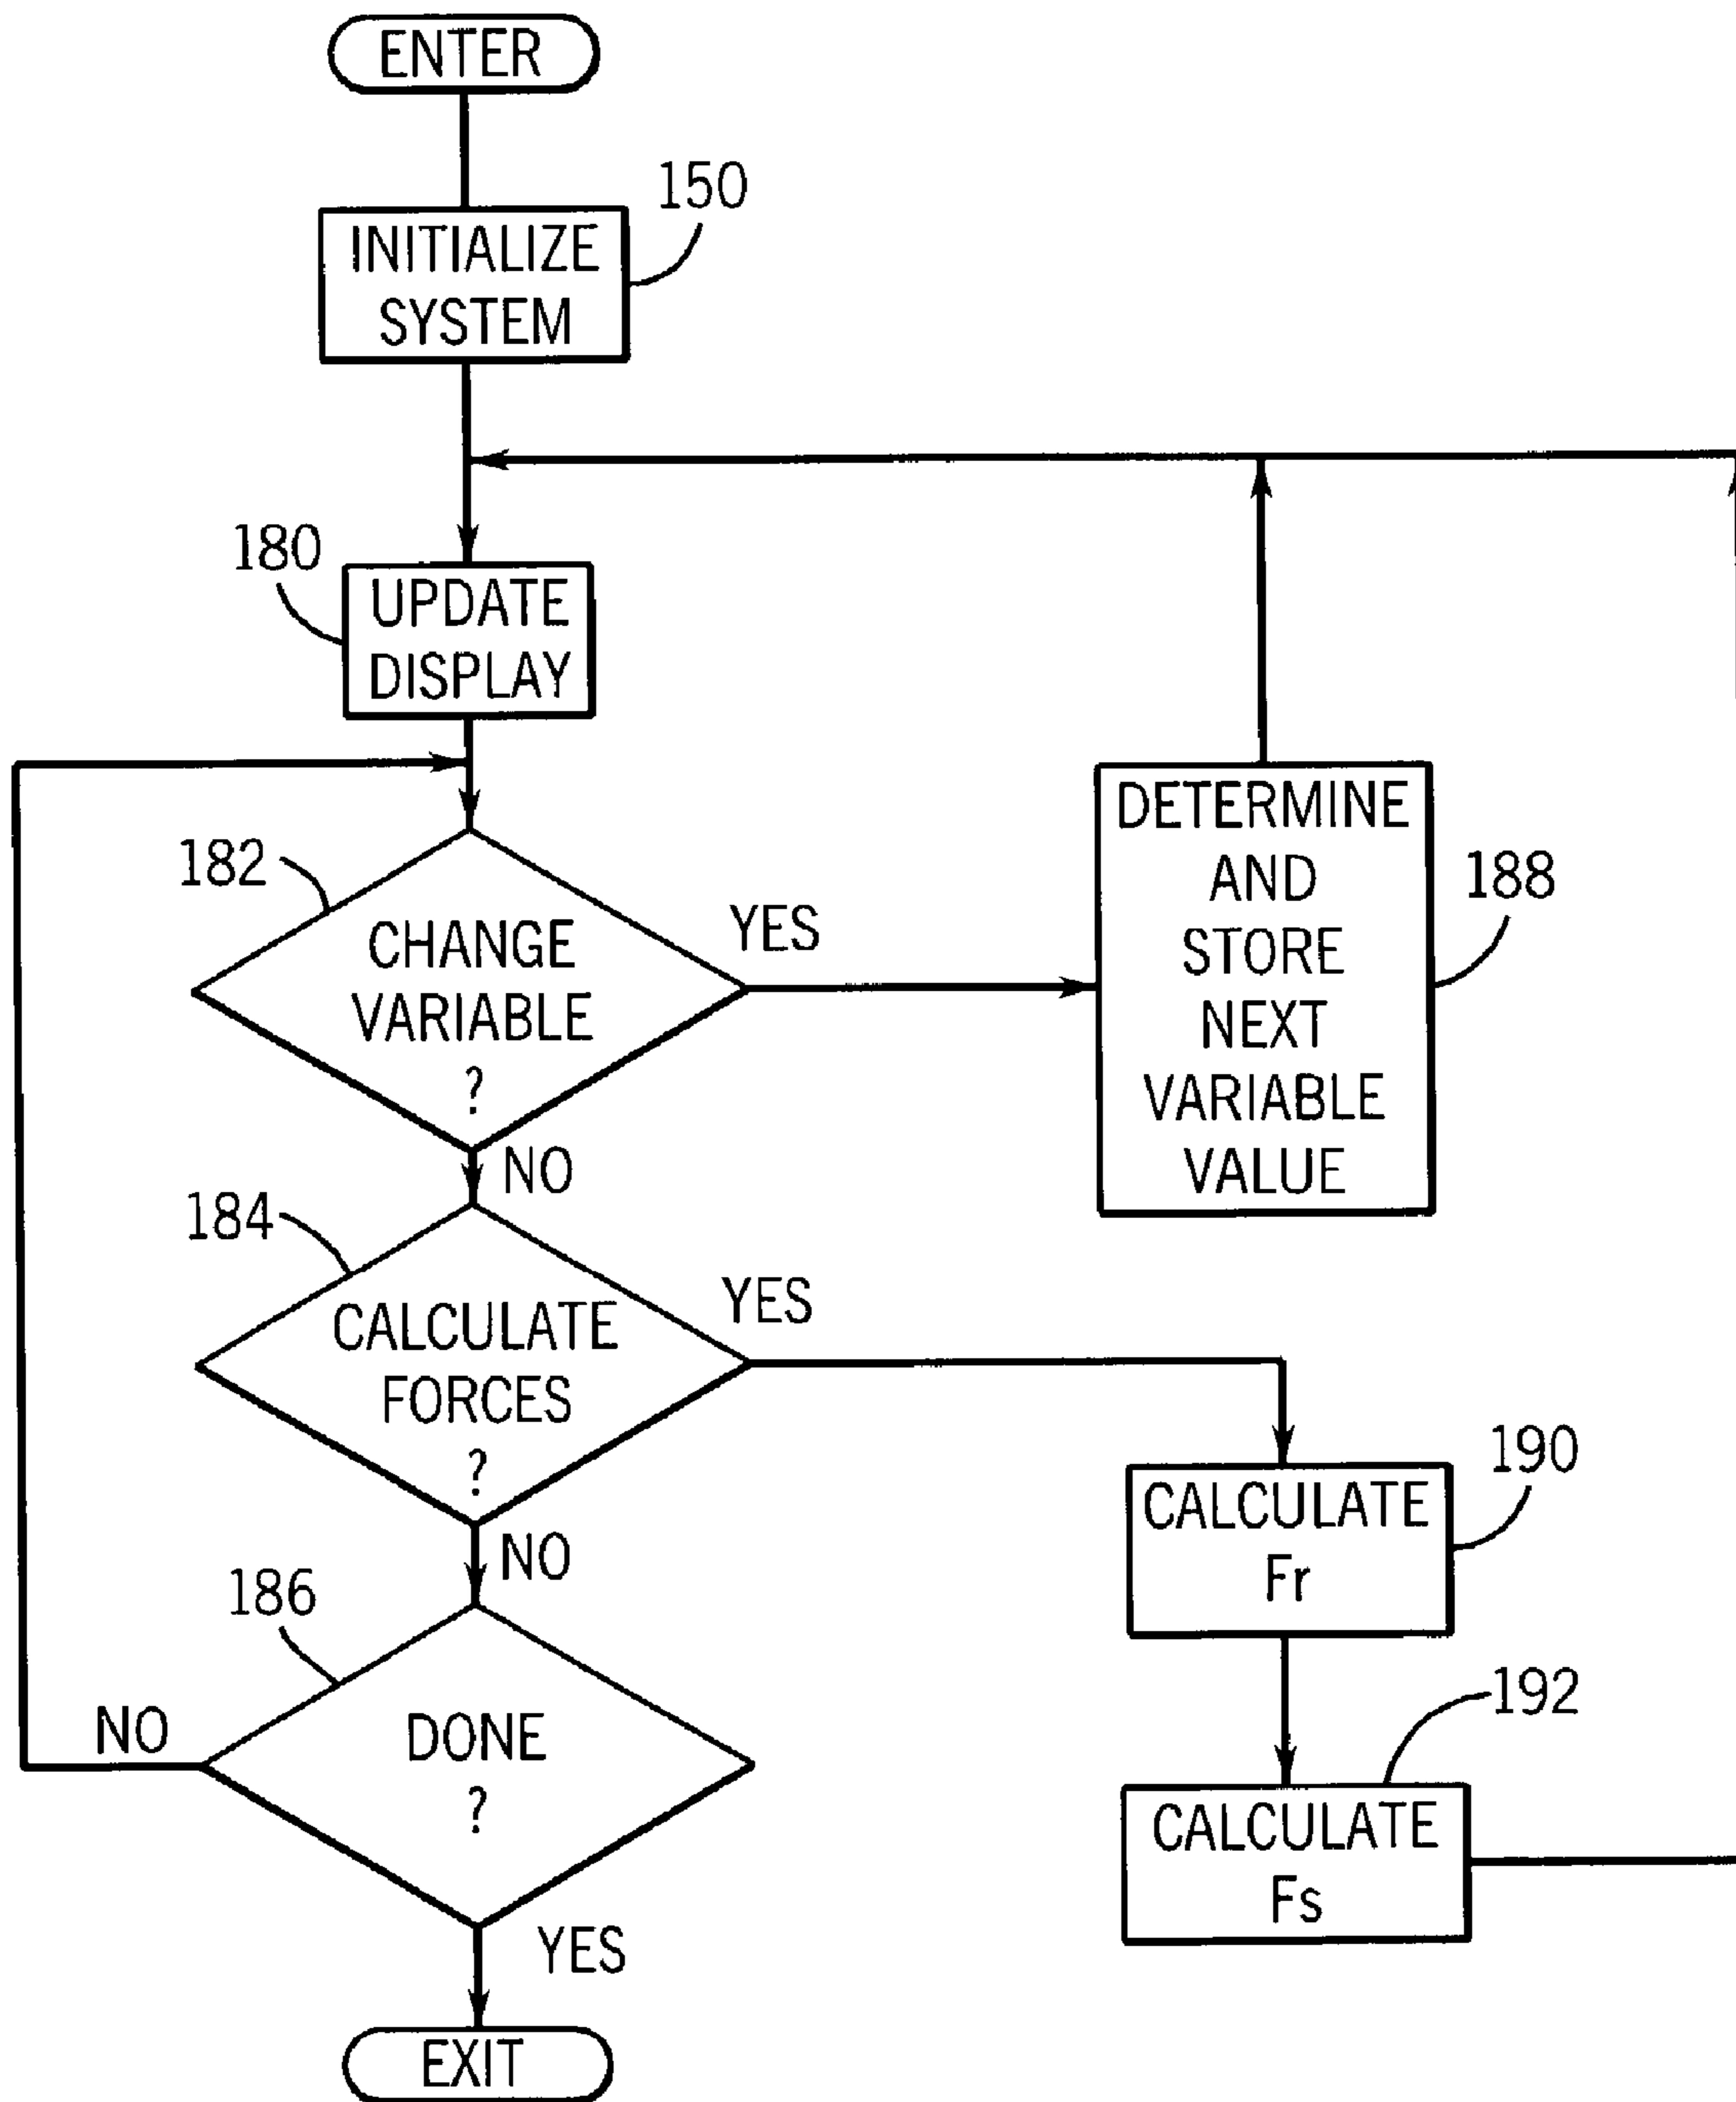 ENTER
150
INITIALIZE
SYSTEM
180
UPDATE
DISPLAY
182
CHANGE
VARIABLE
?
YES
NO
DETERMINE
AND
STORE
NEXT
VARIABLE
VALUE
188
184
CALCULATE
FORCES
?
YES
NO
190
CALCULATE
Fr
192
CALCULATE
Fs
186
DONE
?
NO
YES
EXIT